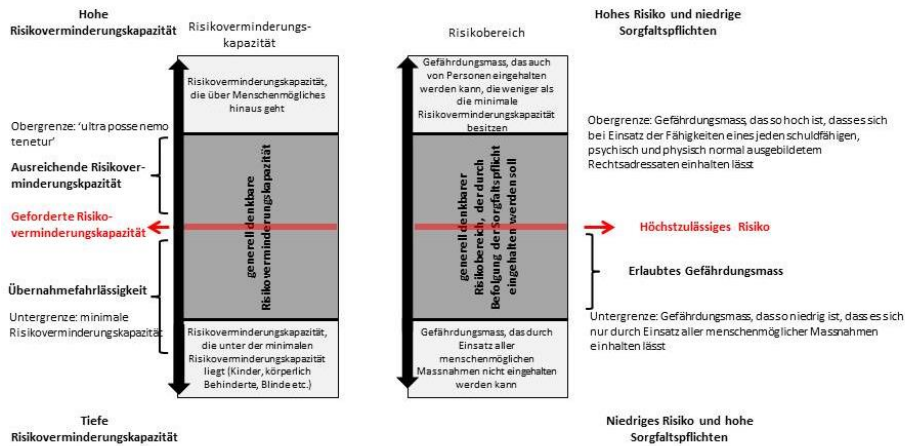 Hohe
Risikoverminderungskapazität
Risikoverminderungs-
kapazität
Risikoverminderungskapazität,
die über Menschenmögliches
hinaus geht
Obergrenze: ‘ultra posse nemo
tenetur’
Ausreichende Risikover-
minderungskpazität
Geforderte Risiko-
verminderungskapazität
Übernahmefahrlässigkeit
Untergrenze: minimale
Risikoverminderungskapazität
generell denkbare
Risikoverminderungskapazität
Risikoverminderungskapazität,
die unter der minimalen
Risikoverminderungskapazität
liegt (Kinder, körperlich
Behinderte, Blinde etc.)
Tiefe
Risikoverminderungskapazität
Risikobereich
Gefährdungsmass, das auch
von Personen eingehalten
werden kann, die weniger als
die minimale
Risikoverminderungskapazität
besitzen
generell denkbarer
Risikobereich, der durch
Befolgung der Sorgfaltspflicht
eingehalten werden soll
Gefährdungsmass, das durch
Einsatz aller
menschenmöglichen
Massnahmen nicht eingehalten
werden kann
Hohes Risiko und niedrige
Sorgfaltspflichten
Obergrenze: Gefährdungsmass, das so hoch ist, dass es sich
bei Einsatz der Fähigkeiten eines jeden schuldfähigen,
psychisch und physisch normal ausgebildetem
Rechtsadressaten einhalten lässt
Höchstzulässiges Risiko
Erlaubtes Gefährdungsmass
Untergrenze: Gefährdungsmass, das so niedrig ist, dass es sich
nur durch Einsatz aller menschenmöglicher Massnahmen
einhalten lässt
Niedriges Risiko und hohe
Sorgfaltspflichten